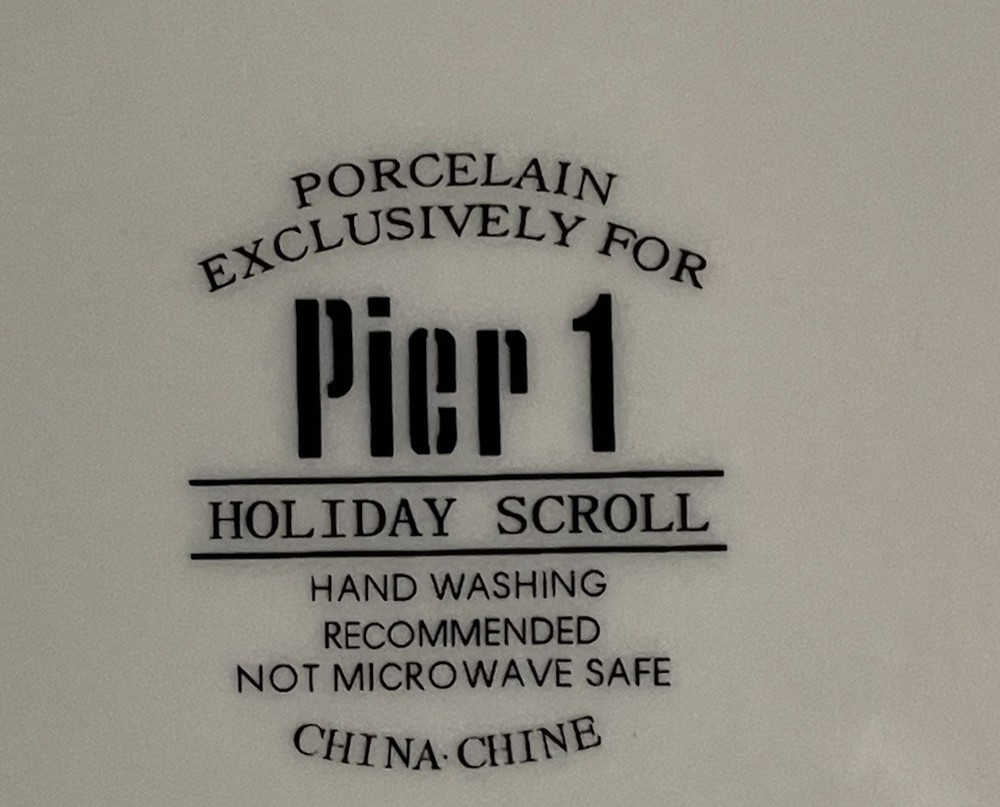 PORCELAIN
EXCLUSIVELY FOR
Pier 1
HOLIDAY SCROLL
HAND WASHING
RECOMMENDED
NOT MICROWAVE SAFE
CHINA·CHINE